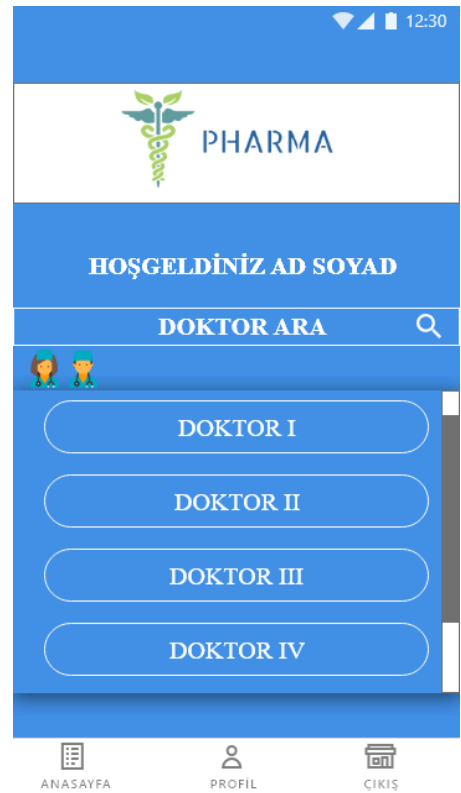 12:30
PHARMA
HOŞGELDİNİZ AD SOYAD
DOKTOR ARA
DOKTOR I
DOKTOR II
DOKTOR III
DOKTOR IV
ANASAYFA PROFİL ÇIKIŞ